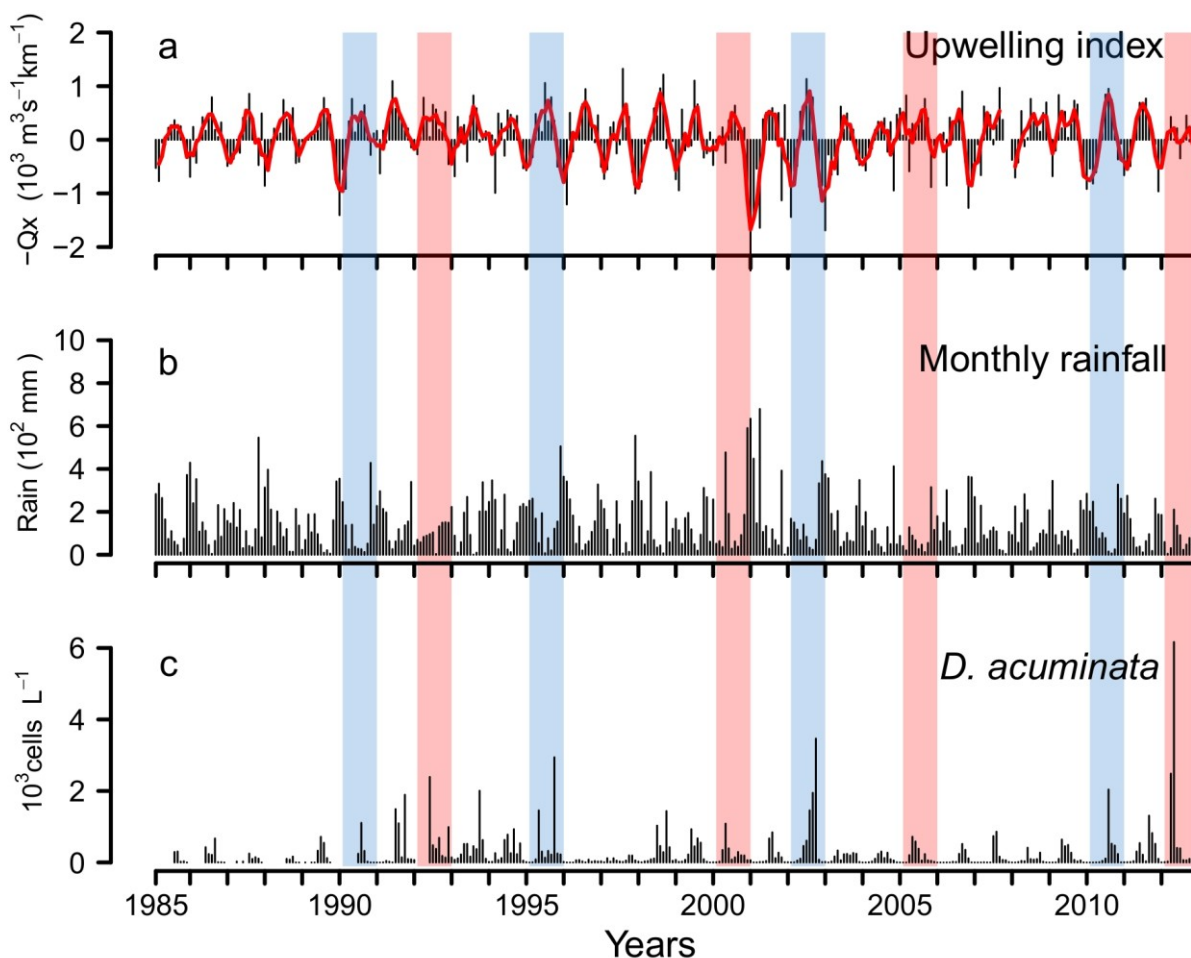 a
Upwelling index
−Qx (10³ m³s⁻¹km⁻¹)
2
1
0
−1
−2
b
Monthly rainfall
Rain (10² mm )
10
8
6
4
2
0
c
D. acuminata
10³cells L⁻¹
6
4
2
0
1985 1990 1995 2000 2005 2010
Years